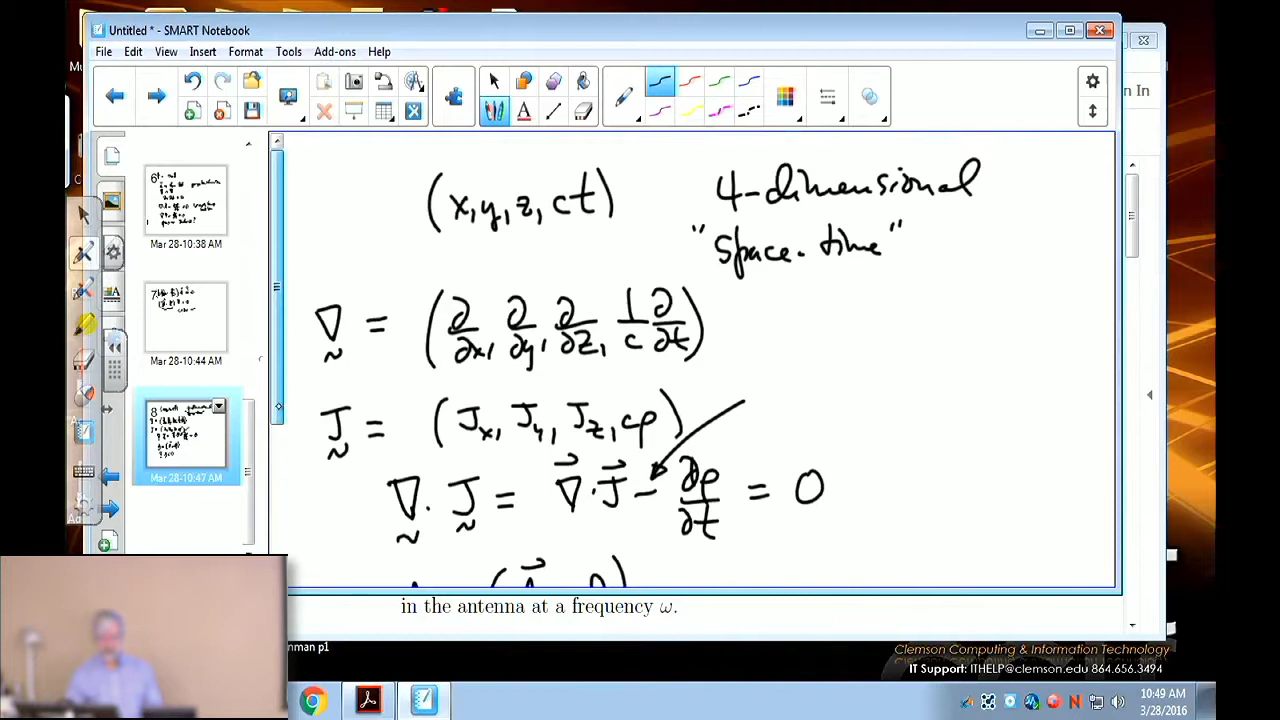 Untitled * - SMART Notebook
File Edit View Insert Format Tools Add-ons Help
n In
(x, y, z, ct) 4-dimensional
"space-time"
∇ = (∂/∂x, ∂/∂y, ∂/∂z, 1/c ∂/∂t)
~
J = (Jx, Jy, Jz, cρ)
~
∇ · J = ∇⃗ · J⃗ − ∂ρ/∂t = 0
~ ~
Mar 28-10:38 AM
Mar 28-10:44 AM
Mar 28-10:47 AM
in the antenna at a frequency ω.
nman p1
Clemson Computing & Information Technology
IT Support: ITHELP@clemson.edu 864.656.3494
10:49 AM
3/28/2016